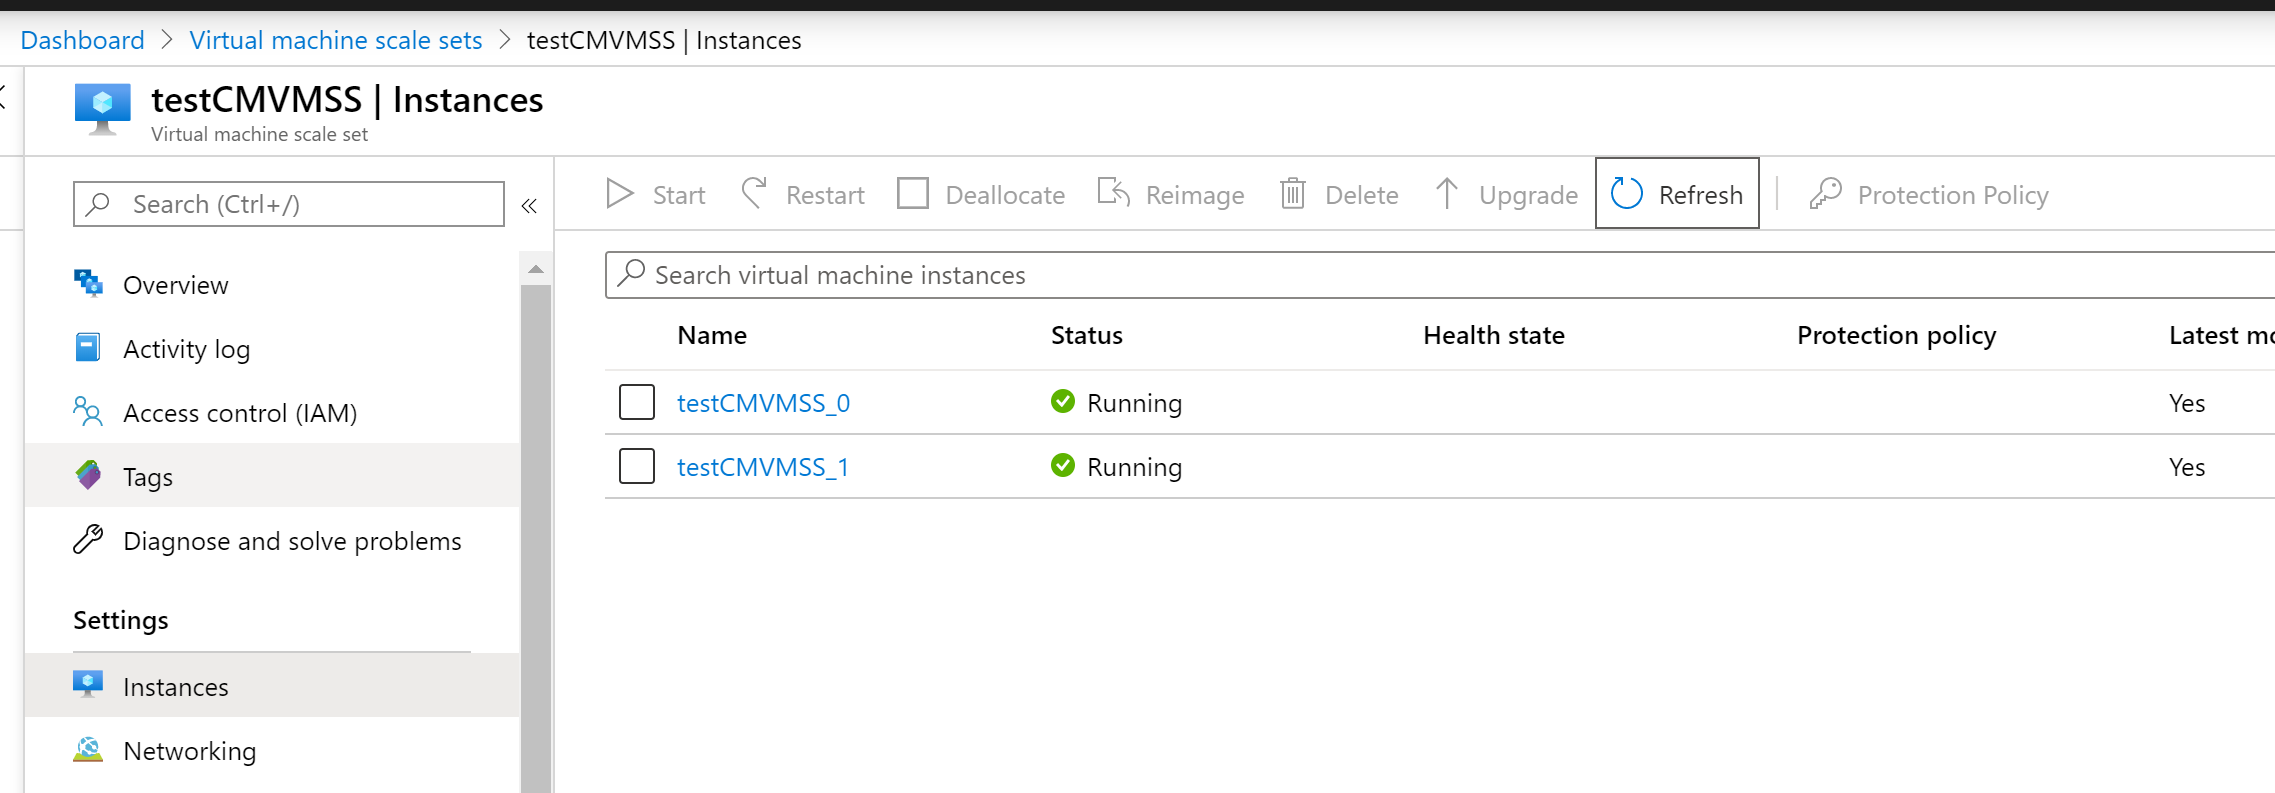 Dashboard > Virtual machine scale sets > testCMVMSS | Instances
testCMVMSS | Instances
Virtual machine scale set
Search (Ctrl+/)
«
Overview
Activity log
Access control (IAM)
Tags
Diagnose and solve problems
Settings
Instances
Networking
Start Restart Deallocate Reimage Delete Upgrade Refresh Protection Policy
Search virtual machine instances
Name Status Health state Protection policy Latest
testCMVMSS_0 Running Yes
testCMVMSS_1 Running Yes